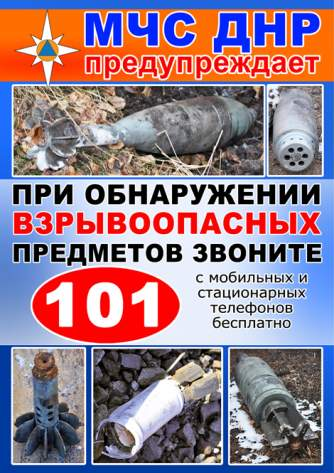 МЧС ДНР
предупреждает
ПРИ ОБНАРУЖЕНИИ
ВЗРЫВООПАСНЫХ
ПРЕДМЕТОВ ЗВОНИТЕ
101
с мобильных и
стационарных
телефонов
бесплатно